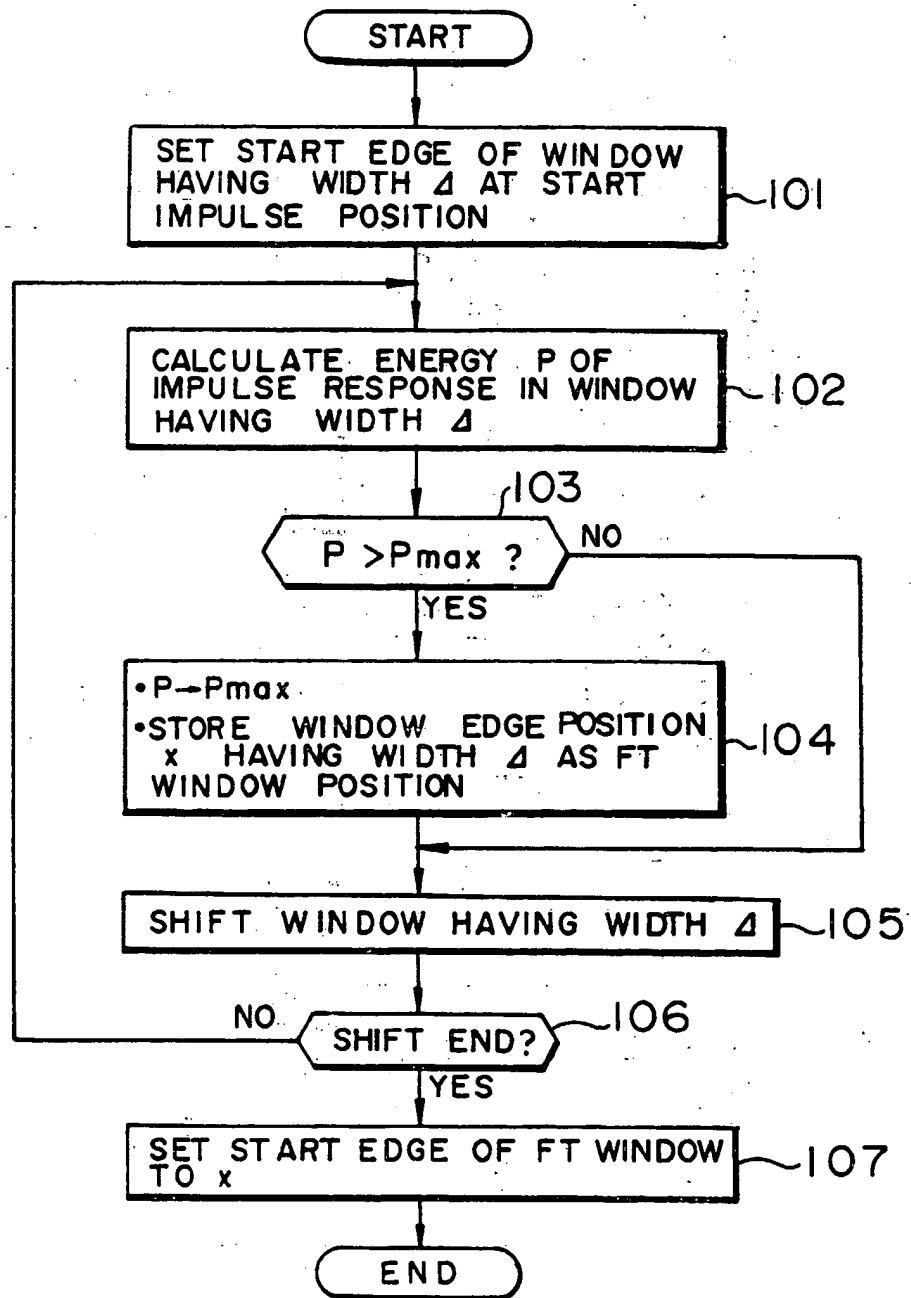 START
SET START EDGE OF WINDOW
HAVING WIDTH Δ AT START
IMPULSE POSITION
101
CALCULATE ENERGY P OF
IMPULSE RESPONSE IN WINDOW
HAVING WIDTH Δ
102
103
P >Pmax ?
NO
YES
•P→Pmax
•STORE WINDOW EDGE POSITION
x HAVING WIDTH Δ AS FT
WINDOW POSITION
104
SHIFT WINDOW HAVING WIDTH Δ
105
NO
SHIFT END?
106
YES
SET START EDGE OF FT WINDOW
TO x
107
END